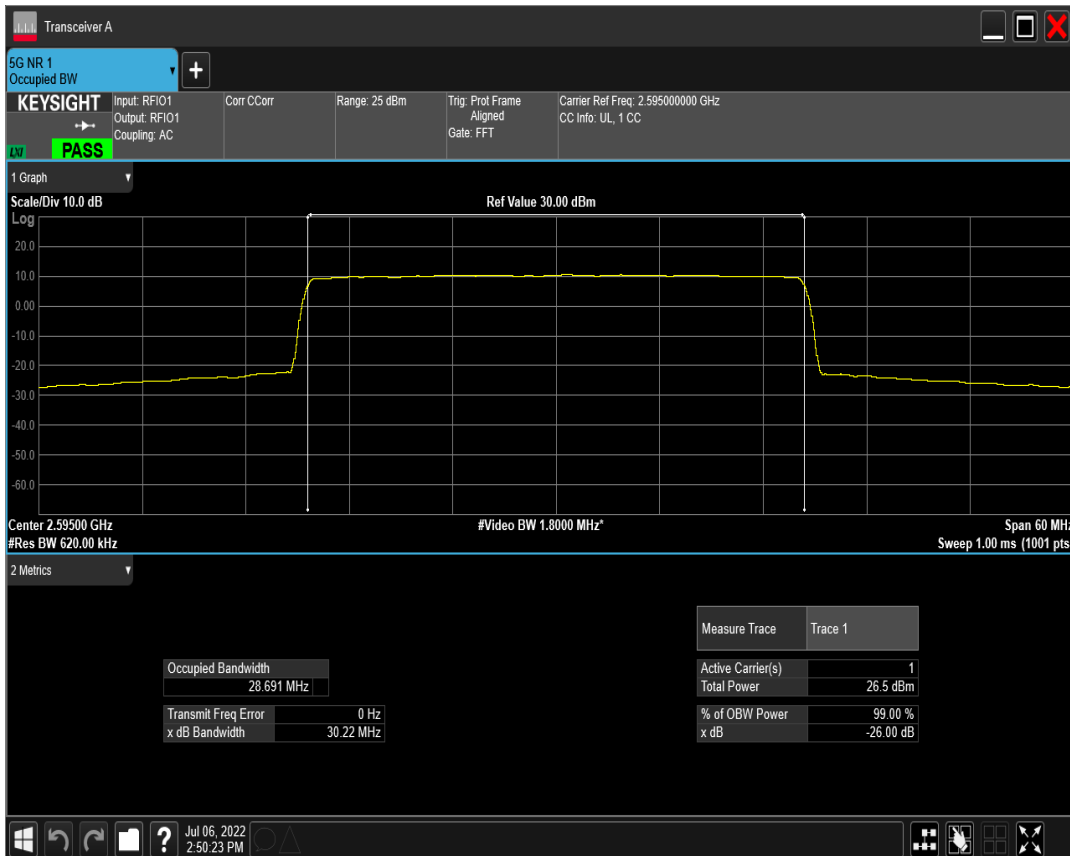 Transceiver A
5G NR 1
Occupied BW
+
KEYSIGHT
LXI
PASS
Input: RFIO1
Output: RFIO1
Coupling: AC
Corr CCorr
Range: 25 dBm
Trig: Prot Frame
Aligned
Gate: FFT
Carrier Ref Freq: 2.595000000 GHz
CC Info: UL, 1 CC
1 Graph
Scale/Div 10.0 dB
Ref Value 30.00 dBm
Log
20.0
10.0
0.00
-10.0
-20.0
-30.0
-40.0
-50.0
-60.0
Center 2.59500 GHz
#Video BW 1.8000 MHz*
Span 60 MHz
#Res BW 620.00 kHz
Sweep 1.00 ms (1001 pts
2 Metrics
Measure Trace Trace 1
Occupied Bandwidth
28.691 MHz
Active Carrier(s) 1
Total Power 26.5 dBm
Transmit Freq Error 0 Hz
x dB Bandwidth 30.22 MHz
% of OBW Power 99.00 %
x dB -26.00 dB
?
Jul 06, 2022
2:50:23 PM